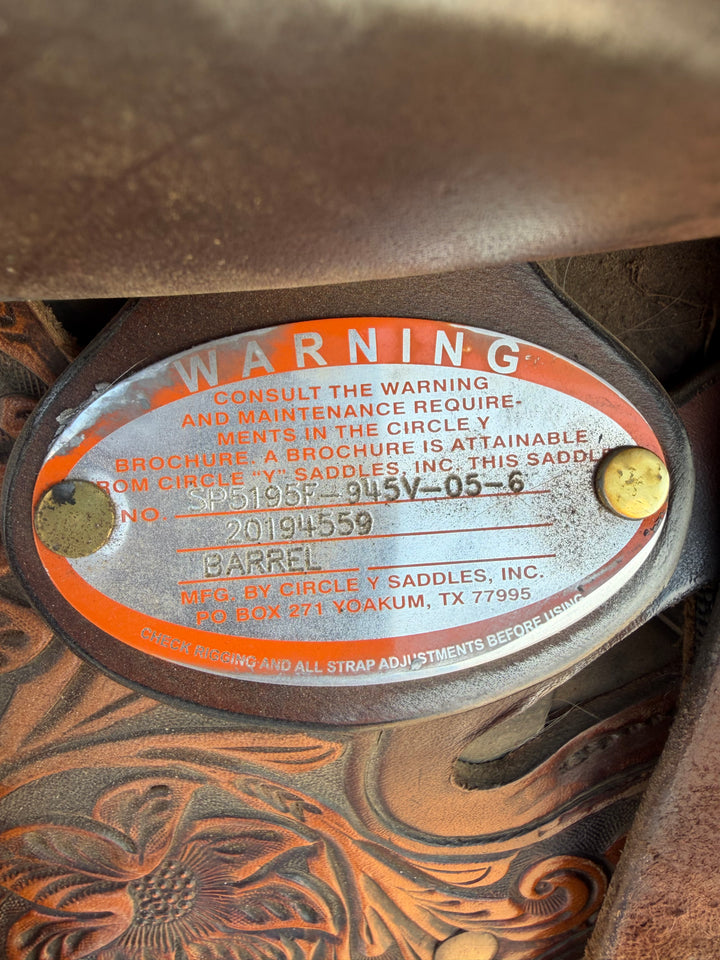 WARNING
CONSULT THE WARNING
AND MAINTENANCE REQUIRE-
MENTS IN THE CIRCLE Y
BROCHURE. A BROCHURE IS ATTAINABLE
ROM CIRCLE "Y" SADDLES, INC. THIS SADDL
NO. SP5195F-945V-05-6
20194559
BARREL
MFG. BY CIRCLE Y SADDLES, INC.
PO BOX 271 YOAKUM, TX 77995
CHECK RIGGING AND ALL STRAP ADJUSTMENTS BEFORE USING